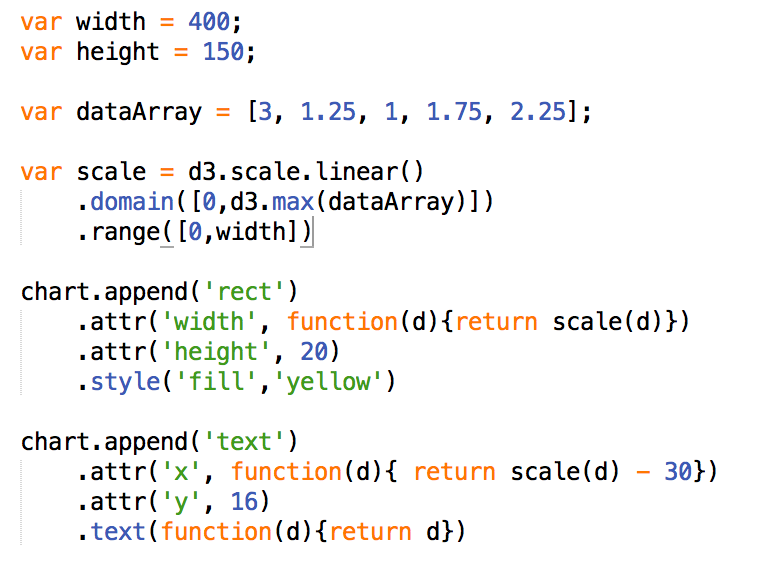 var width = 400;
var height = 150;
var dataArray = [3, 1.25, 1, 1.75, 2.25];
var scale = d3.scale.linear()
.domain([0,d3.max(dataArray)])
.range([0,width])
chart.append('rect')
.attr('width', function(d){return scale(d)})
.attr('height', 20)
.style('fill','yellow')
chart.append('text')
.attr('x', function(d){ return scale(d) - 30})
.attr('y', 16)
.text(function(d){return d})